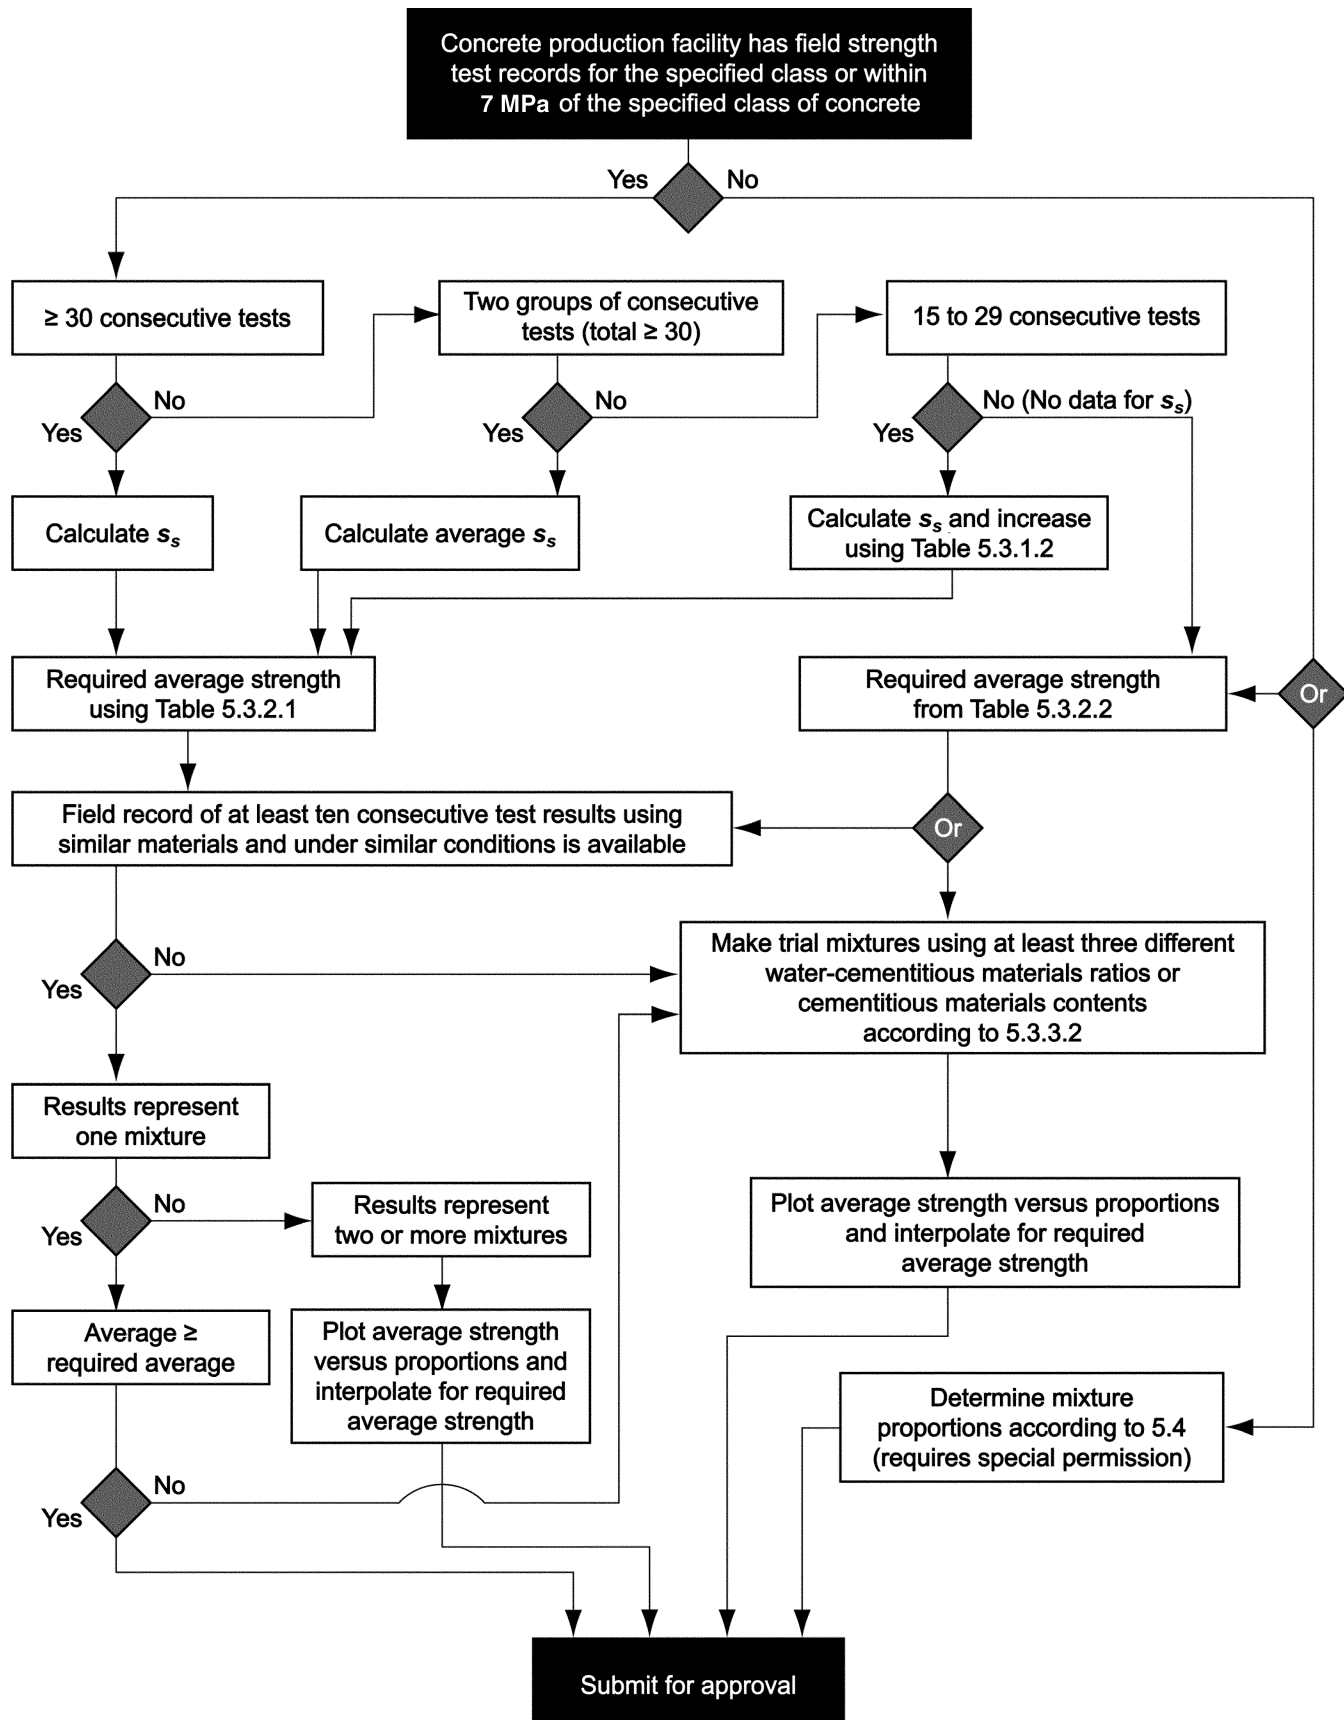 Concrete production facility has field strength
test records for the specified class or within
7 MPa of the specified class of concrete
Yes
No
≥ 30 consecutive tests
Two groups of consecutive
tests (total ≥ 30)
15 to 29 consecutive tests
No
Yes
No
Yes
No (No data for ss)
Yes
Calculate ss
Calculate average ss
Calculate ss and increase
using Table 5.3.1.2
Required average strength
using Table 5.3.2.1
Required average strength
from Table 5.3.2.2
Or
Field record of at least ten consecutive test results using
similar materials and under similar conditions is available
Or
No
Yes
Make trial mixtures using at least three different
water-cementitious materials ratios or
cementitious materials contents
according to 5.3.3.2
Results represent
one mixture
No
Yes
Results represent
two or more mixtures
Plot average strength versus proportions
and interpolate for required
average strength
Average ≥
required average
Plot average strength
versus proportions and
interpolate for required
average strength
Determine mixture
proportions according to 5.4
(requires special permission)
No
Yes
Submit for approval